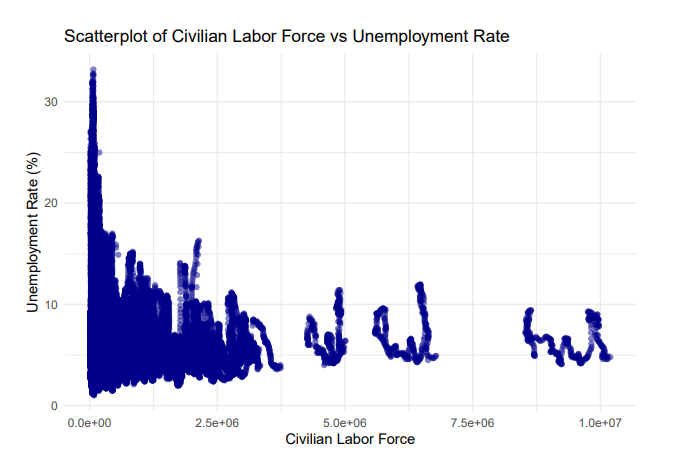 Scatterplot of Civilian Labor Force vs Unemployment Rate
Unemployment Rate (%)
30
20
10
0
0.0e+00 2.5e+06 5.0e+06 7.5e+06 1.0e+07
Civilian Labor Force